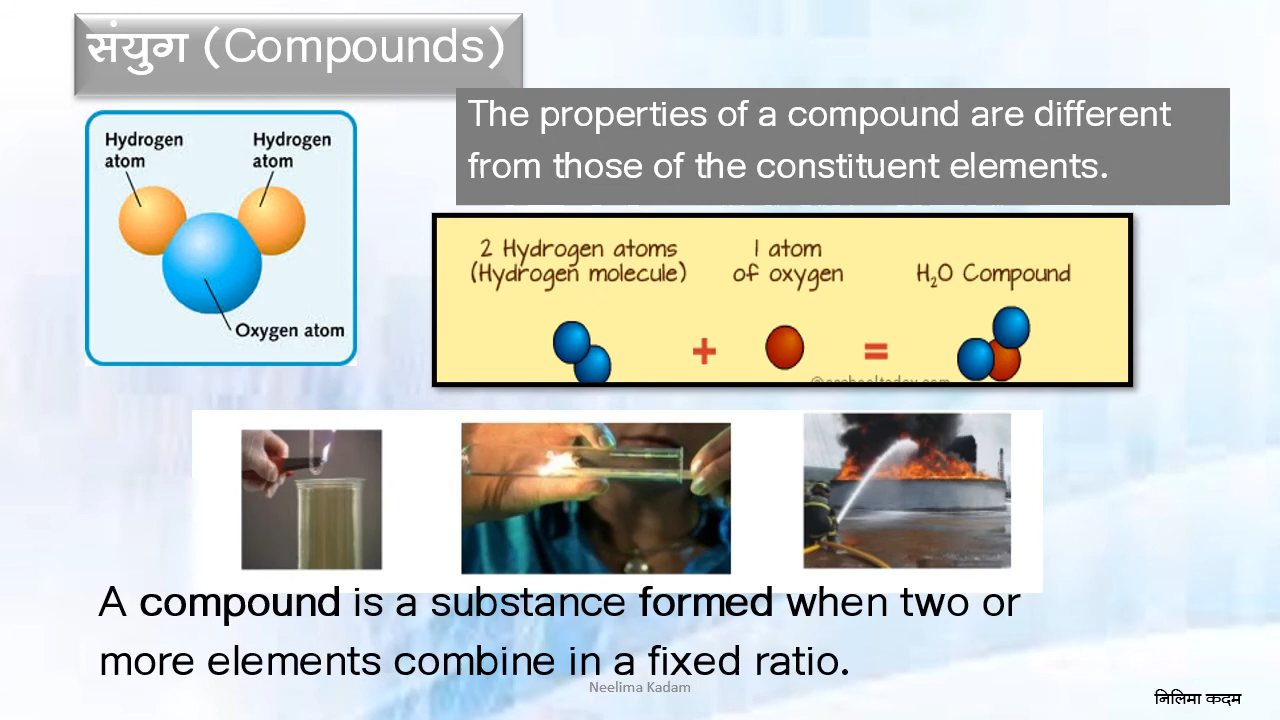 संयुग (Compounds)
The properties of a compound are different
from those of the constituent elements.
Hydrogen
atom
Hydrogen
atom
Oxygen atom
2 Hydrogen atoms
(Hydrogen molecule)
1 atom
of oxygen
H₂O Compound
+
=
A compound is a substance formed when two or
more elements combine in a fixed ratio.
Neelima Kadam
निलिमा कदम